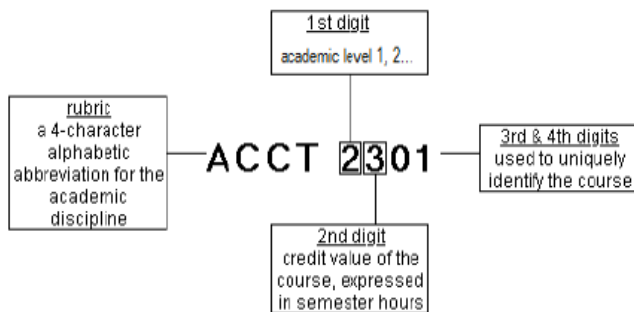 1st digit
academic level 1, 2...
rubric
a 4-character
alphabetic
abbreviation for the
academic
discipline
ACCT 2301
3rd & 4th digits
used to uniquely
identify the course
2nd digit
credit value of the
course, expressed
in semester hours